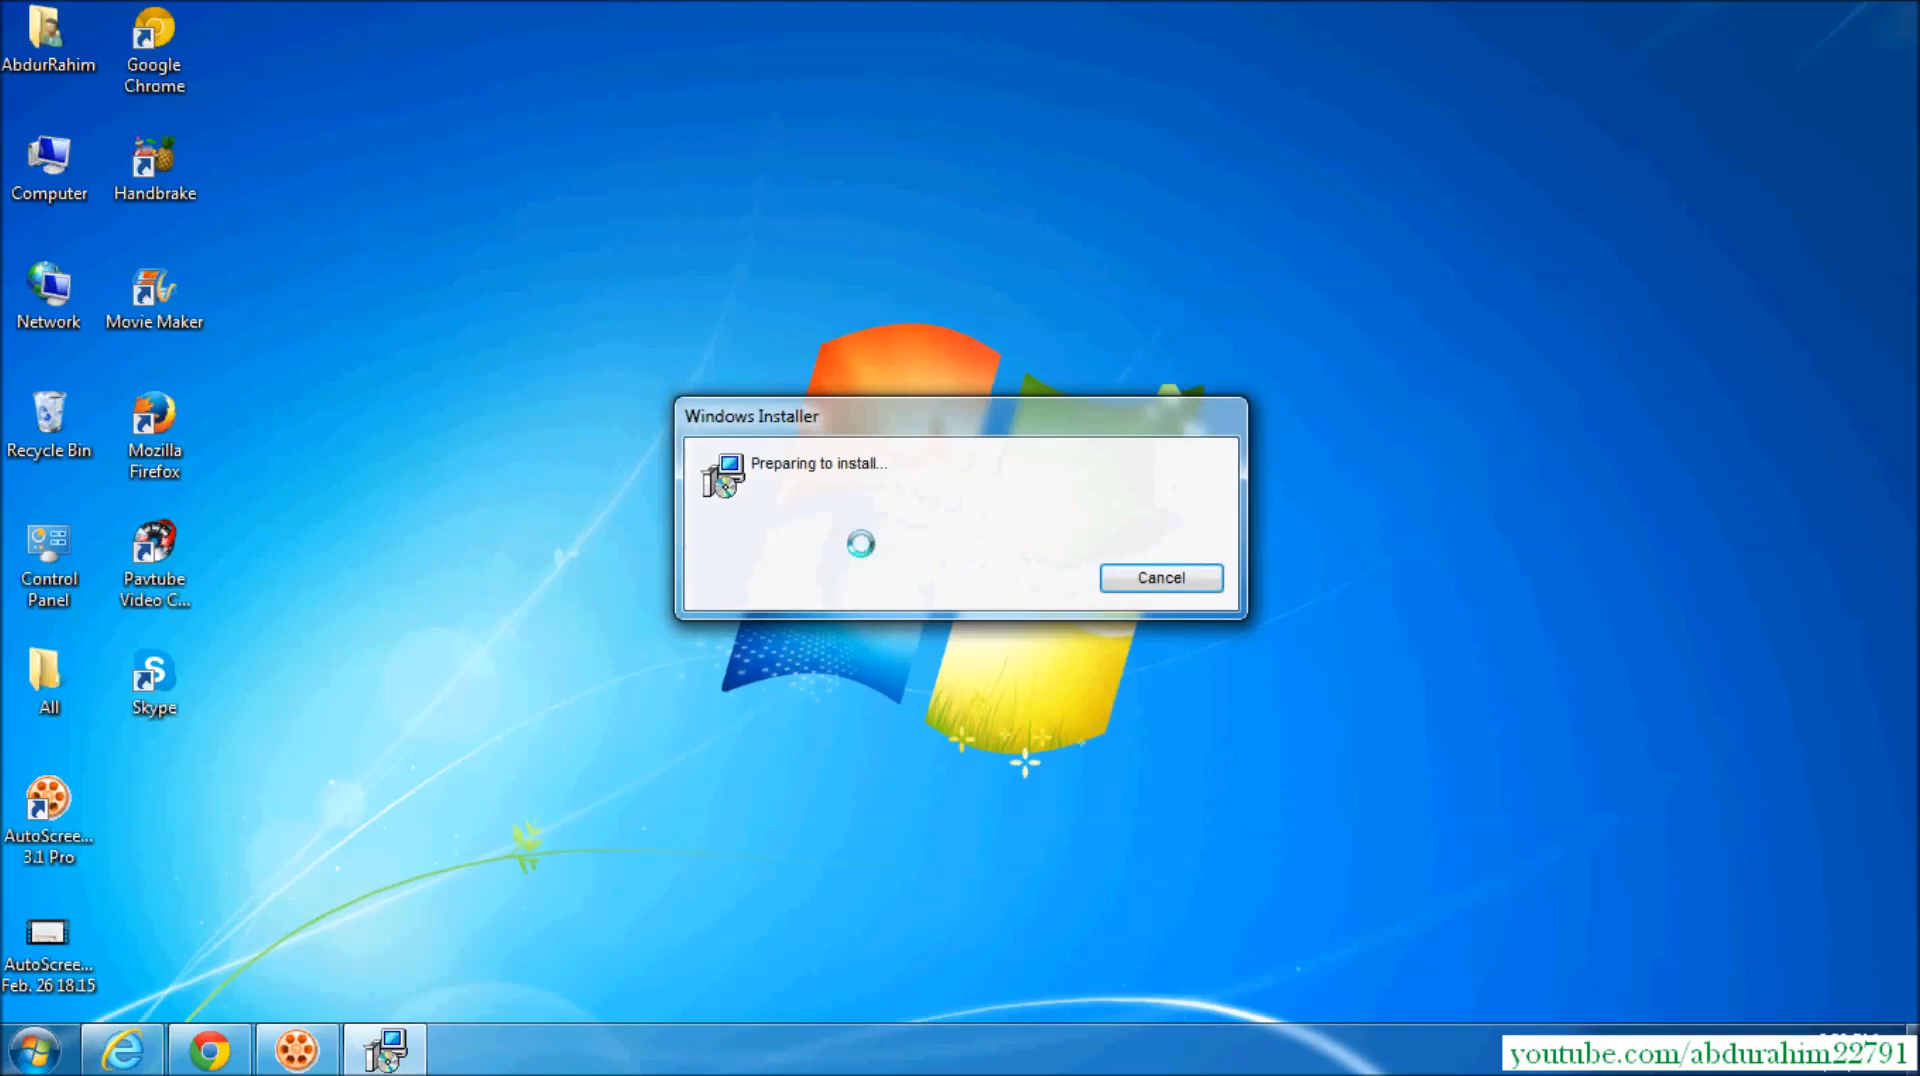 AbdurRahim
Google
Chrome
Computer
Handbrake
Network
Movie Maker
Recycle Bin
Mozilla
Firefox
Control
Panel
Pavtube
Video C...
All
Skype
AutoScree...
3.1 Pro
AutoScree...
Feb. 26 18.15
Windows Installer
Preparing to install...
Cancel
youtube.com/abdurahim22791